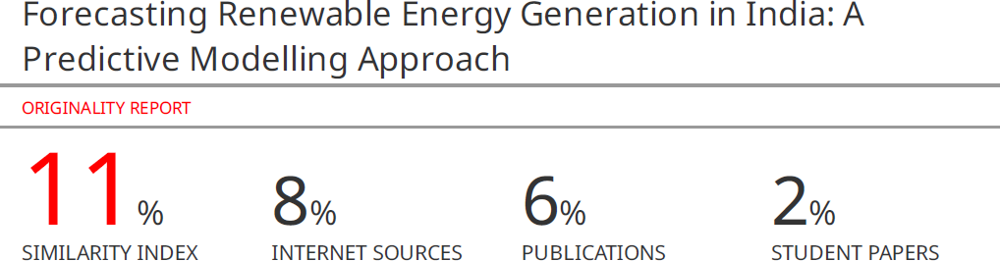 Forecasting Renewable Energy Generation in India: A
Predictive Modelling Approach
ORIGINALITY REPORT
11% 8% 6% 2%
SIMILARITY INDEX INTERNET SOURCES PUBLICATIONS STUDENT PAPERS